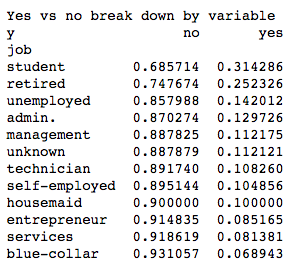 Yes vs no break down by variable
y no yes
job
student 0.685714 0.314286
retired 0.747674 0.252326
unemployed 0.857988 0.142012
admin. 0.870274 0.129726
management 0.887825 0.112175
unknown 0.887879 0.112121
technician 0.891740 0.108260
self-employed 0.895144 0.104856
housemaid 0.900000 0.100000
entrepreneur 0.914835 0.085165
services 0.918619 0.081381
blue-collar 0.931057 0.068943